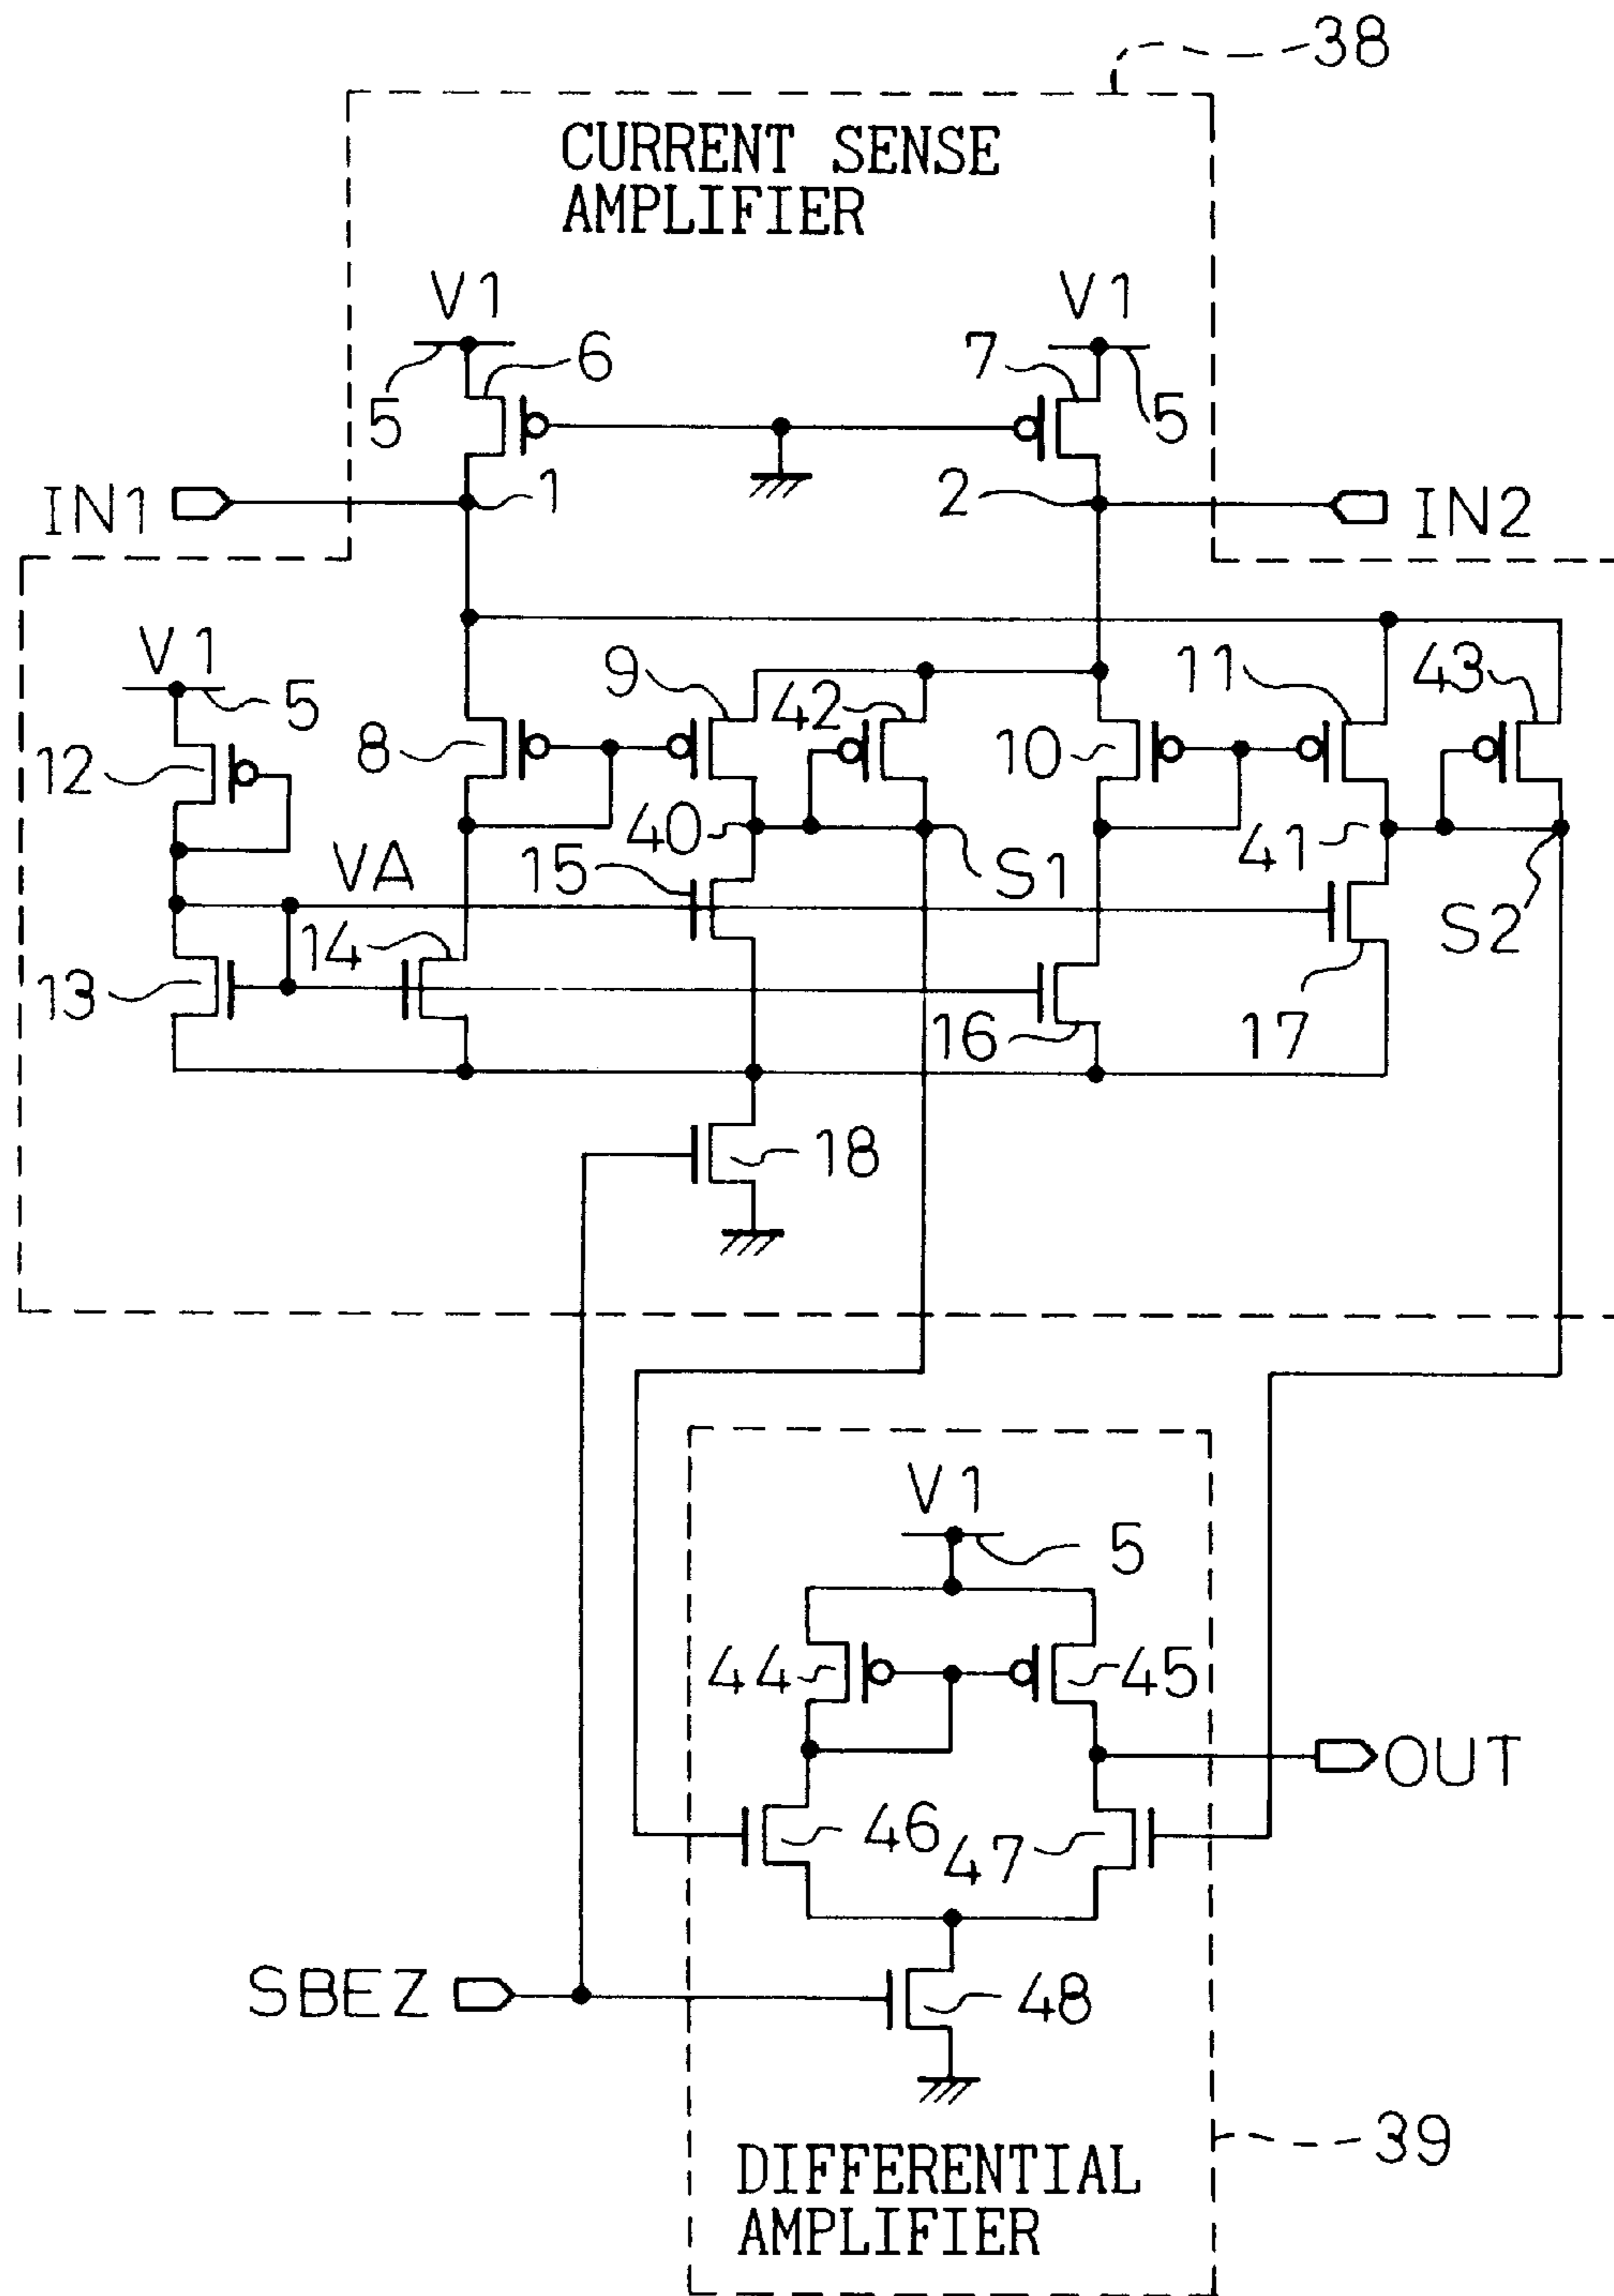 38
CURRENT SENSE
AMPLIFIER
V1
V1
5
6
7
5
IN1
1
2
IN2
V1
5
9
42
11
43
12
8
10
40
41
VA
15
S1
S2
13
14
16
17
18
V1
5
44
45
OUT
46
47
SBEZ
48
39
DIFFERENTIAL
AMPLIFIER